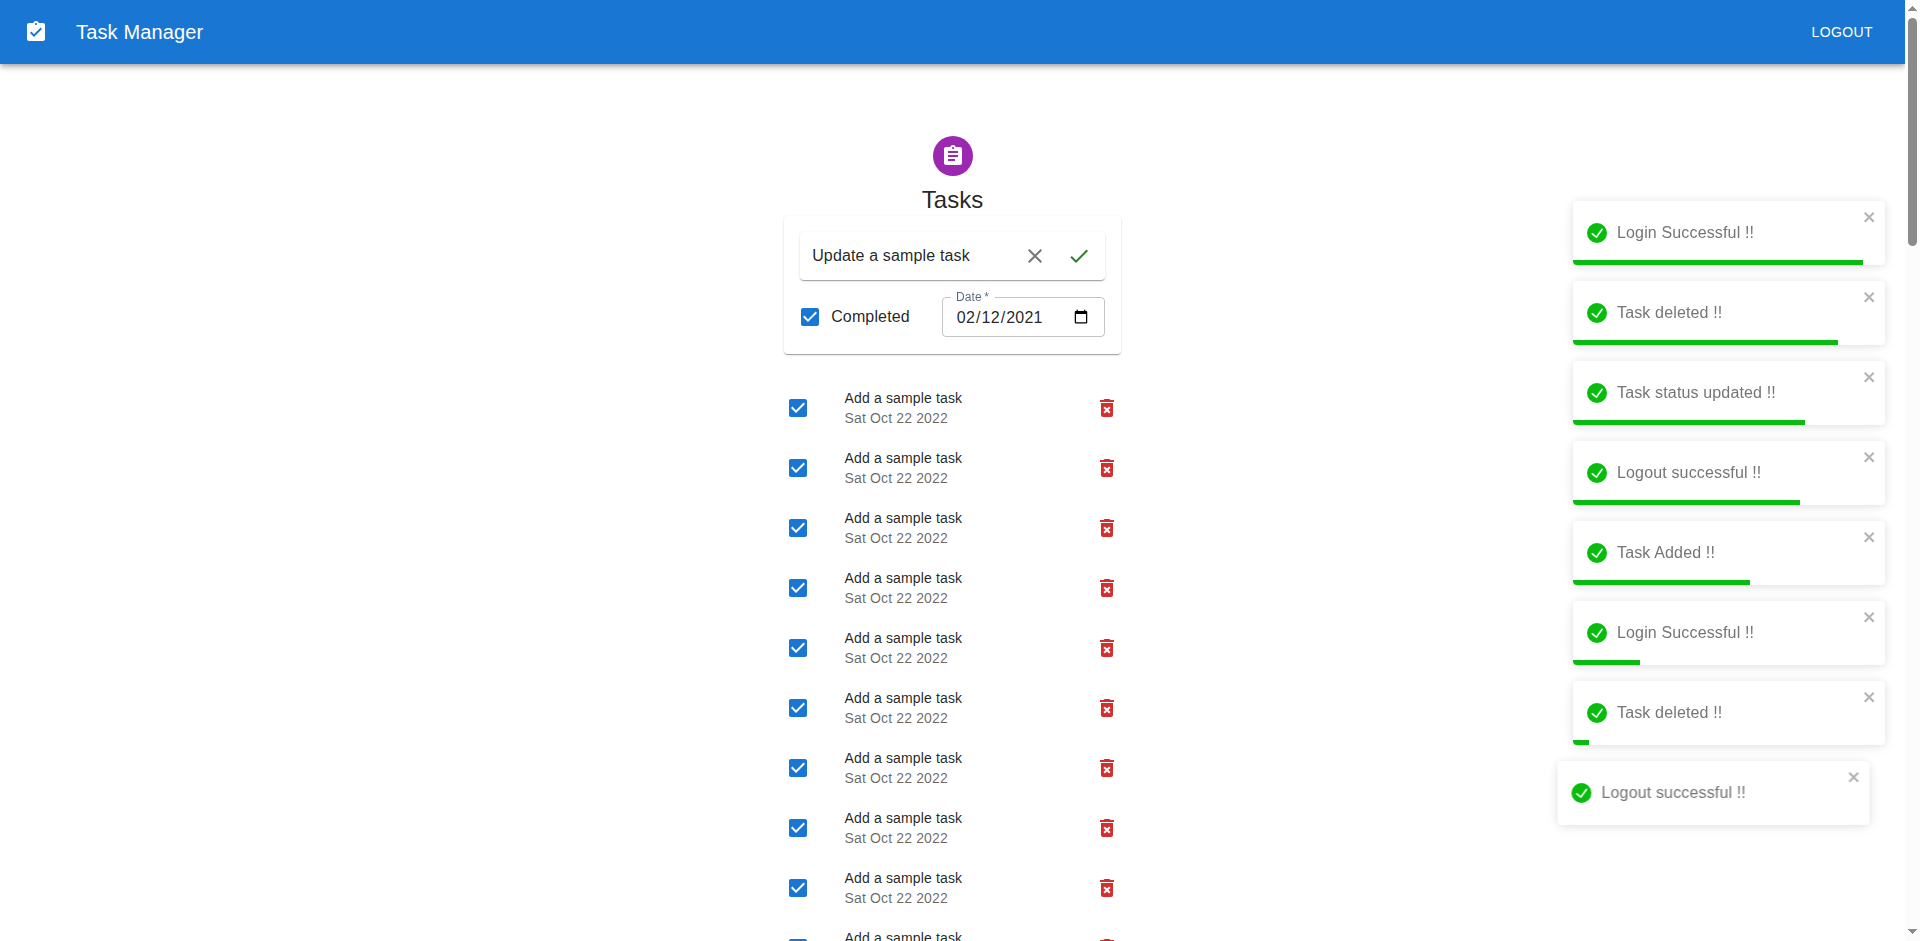 Task Manager
LOGOUT
Tasks
Update a sample task
Completed
Date *
02/12/2021
Add a sample task
Sat Oct 22 2022
Add a sample task
Sat Oct 22 2022
Add a sample task
Sat Oct 22 2022
Add a sample task
Sat Oct 22 2022
Add a sample task
Sat Oct 22 2022
Add a sample task
Sat Oct 22 2022
Add a sample task
Sat Oct 22 2022
Add a sample task
Sat Oct 22 2022
Add a sample task
Sat Oct 22 2022
Add a sample task
Login Successful !!
Task deleted !!
Task status updated !!
Logout successful !!
Task Added !!
Login Successful !!
Task deleted !!
Logout successful !!